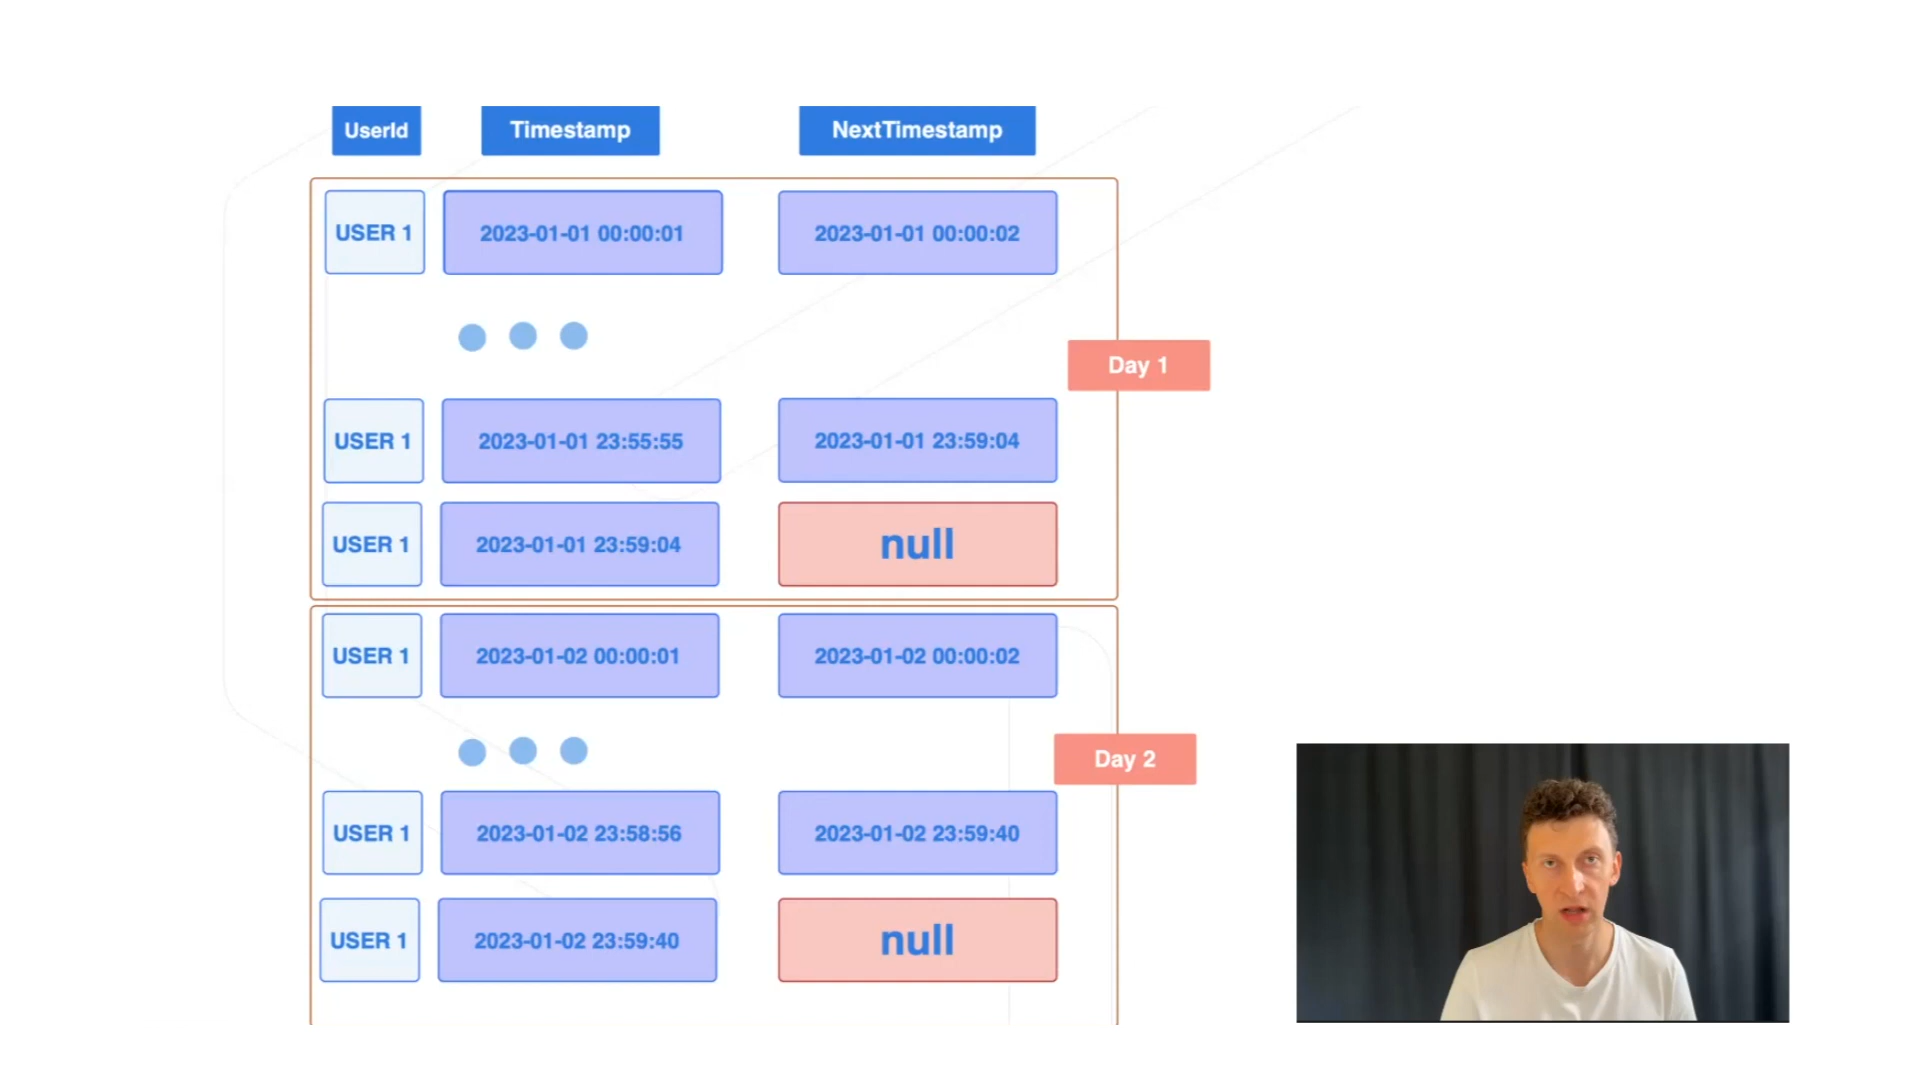 UserId Timestamp NextTimestamp
USER 1 2023-01-01 00:00:01 2023-01-01 00:00:02
Day 1
USER 1 2023-01-01 23:55:55 2023-01-01 23:59:04
USER 1 2023-01-01 23:59:04 null
USER 1 2023-01-02 00:00:01 2023-01-02 00:00:02
Day 2
USER 1 2023-01-02 23:58:56 2023-01-02 23:59:40
USER 1 2023-01-02 23:59:40 null